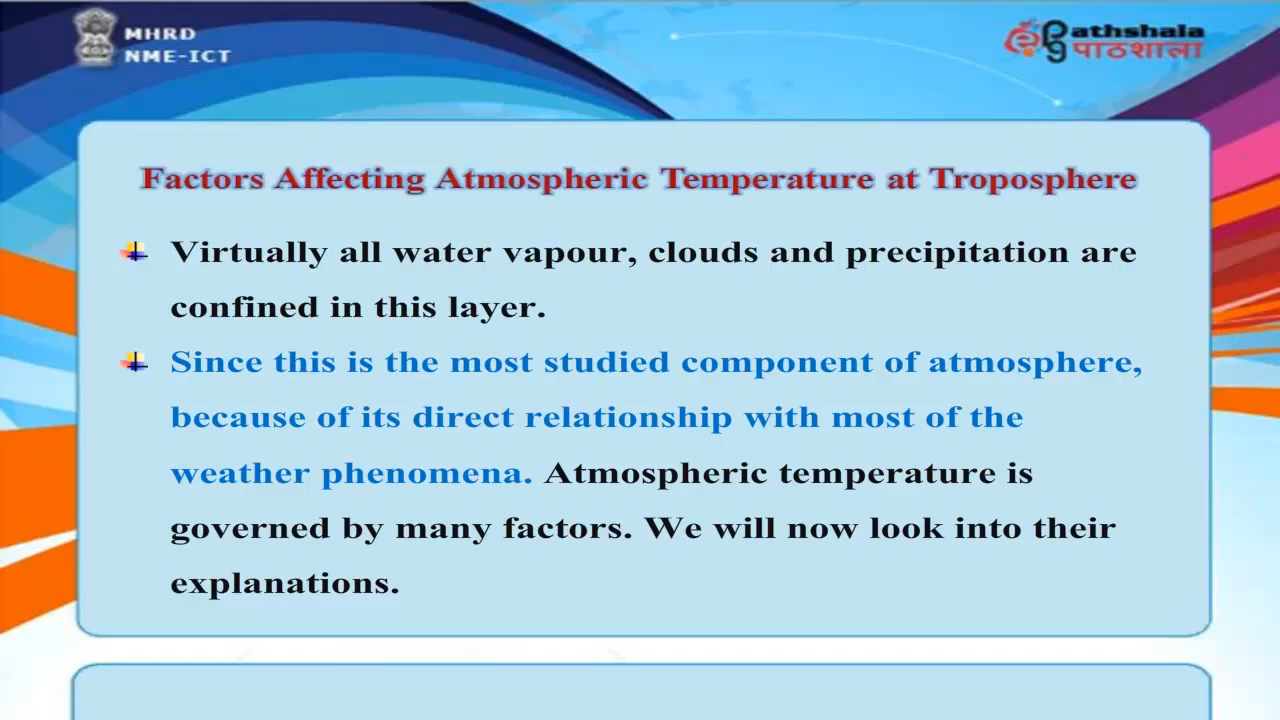 MHRD
NME-ICT
ePg athshala
पाठशाला
Factors Affecting Atmospheric Temperature at Troposphere
Virtually all water vapour, clouds and precipitation are
confined in this layer.
Since this is the most studied component of atmosphere,
because of its direct relationship with most of the
weather phenomena. Atmospheric temperature is
governed by many factors. We will now look into their
explanations.